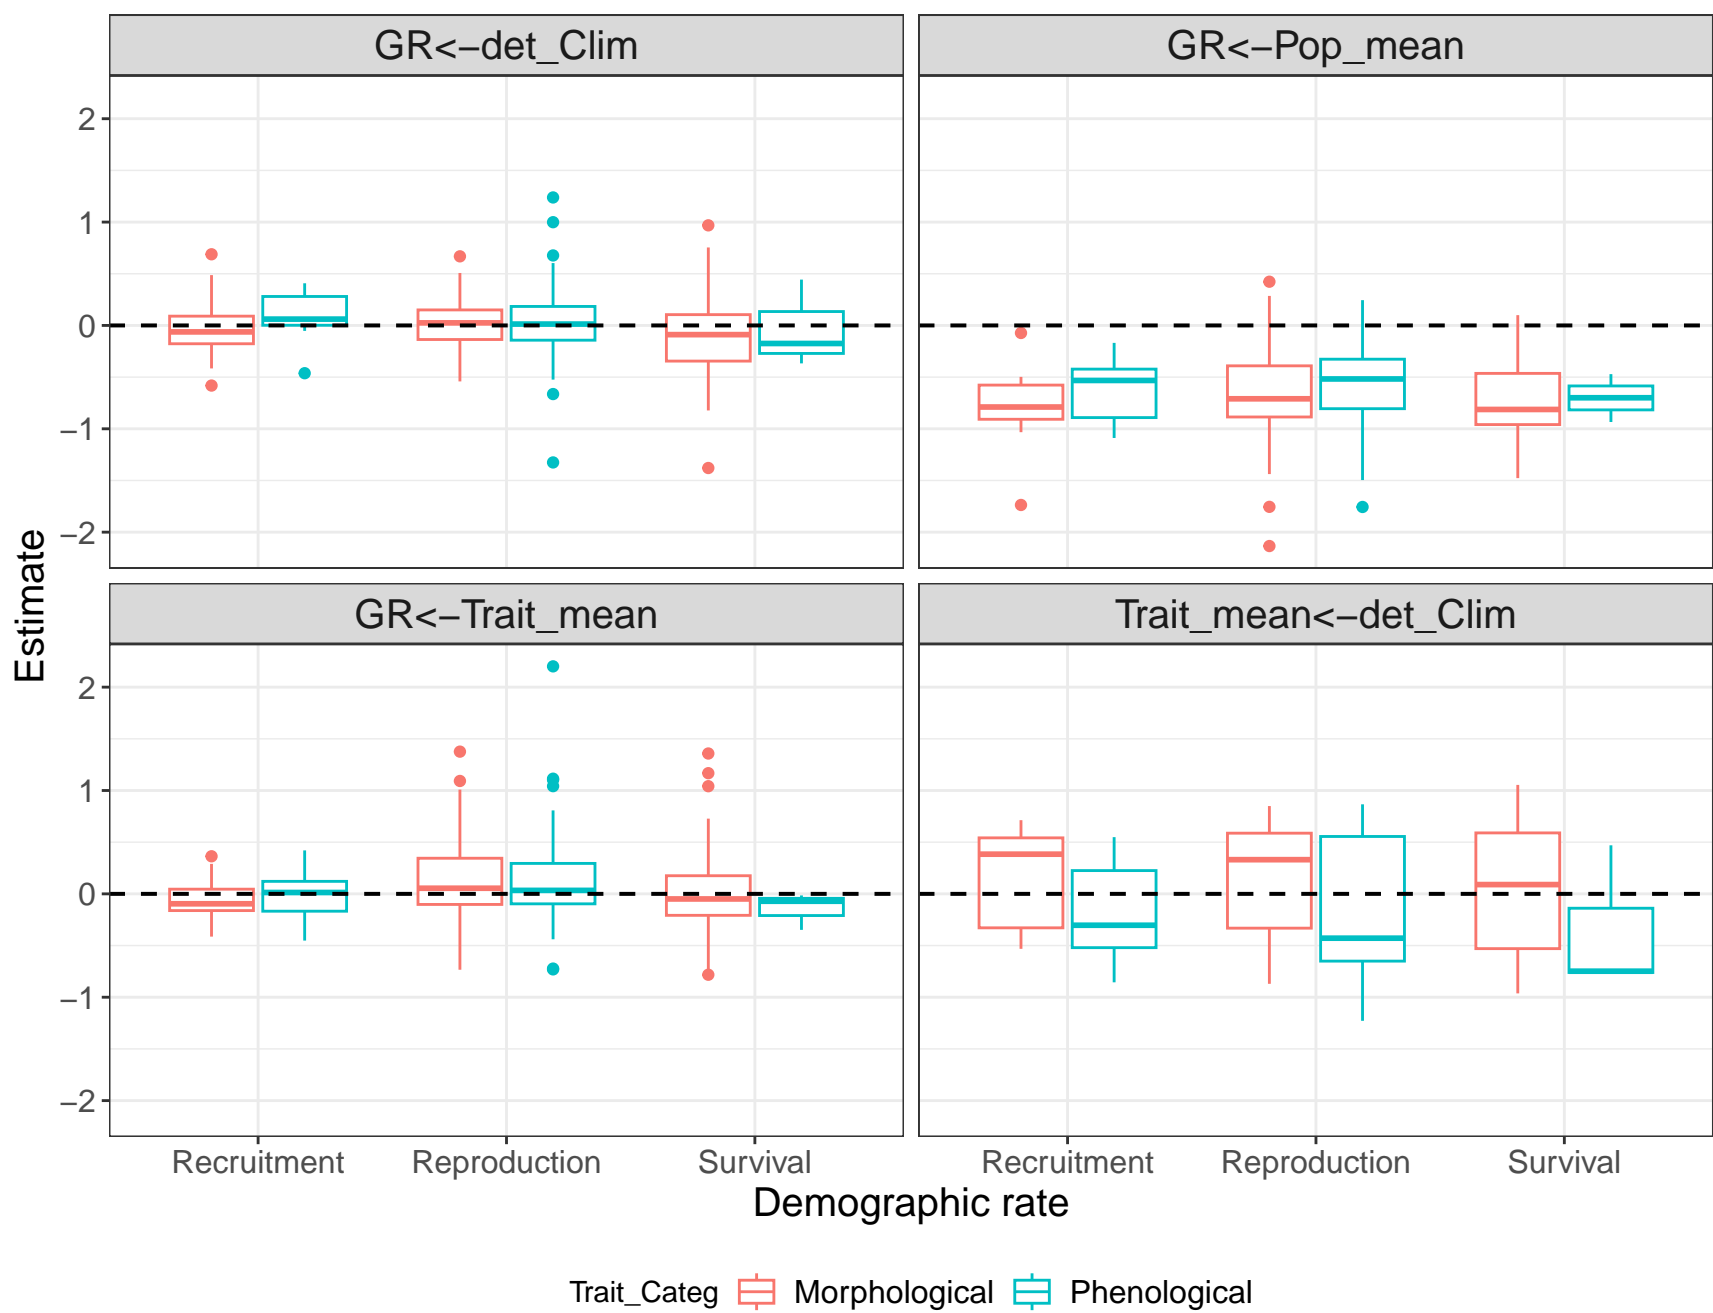 GR<−det_Clim
GR<−Pop_mean
2
1
0
−1
−2
GR<−Trait_mean
Trait_mean<−det_Clim
2
1
0
−1
−2
Estimate
Recruitment Reproduction Survival
Recruitment Reproduction Survival
Demographic rate
Trait_Categ Morphological Phenological